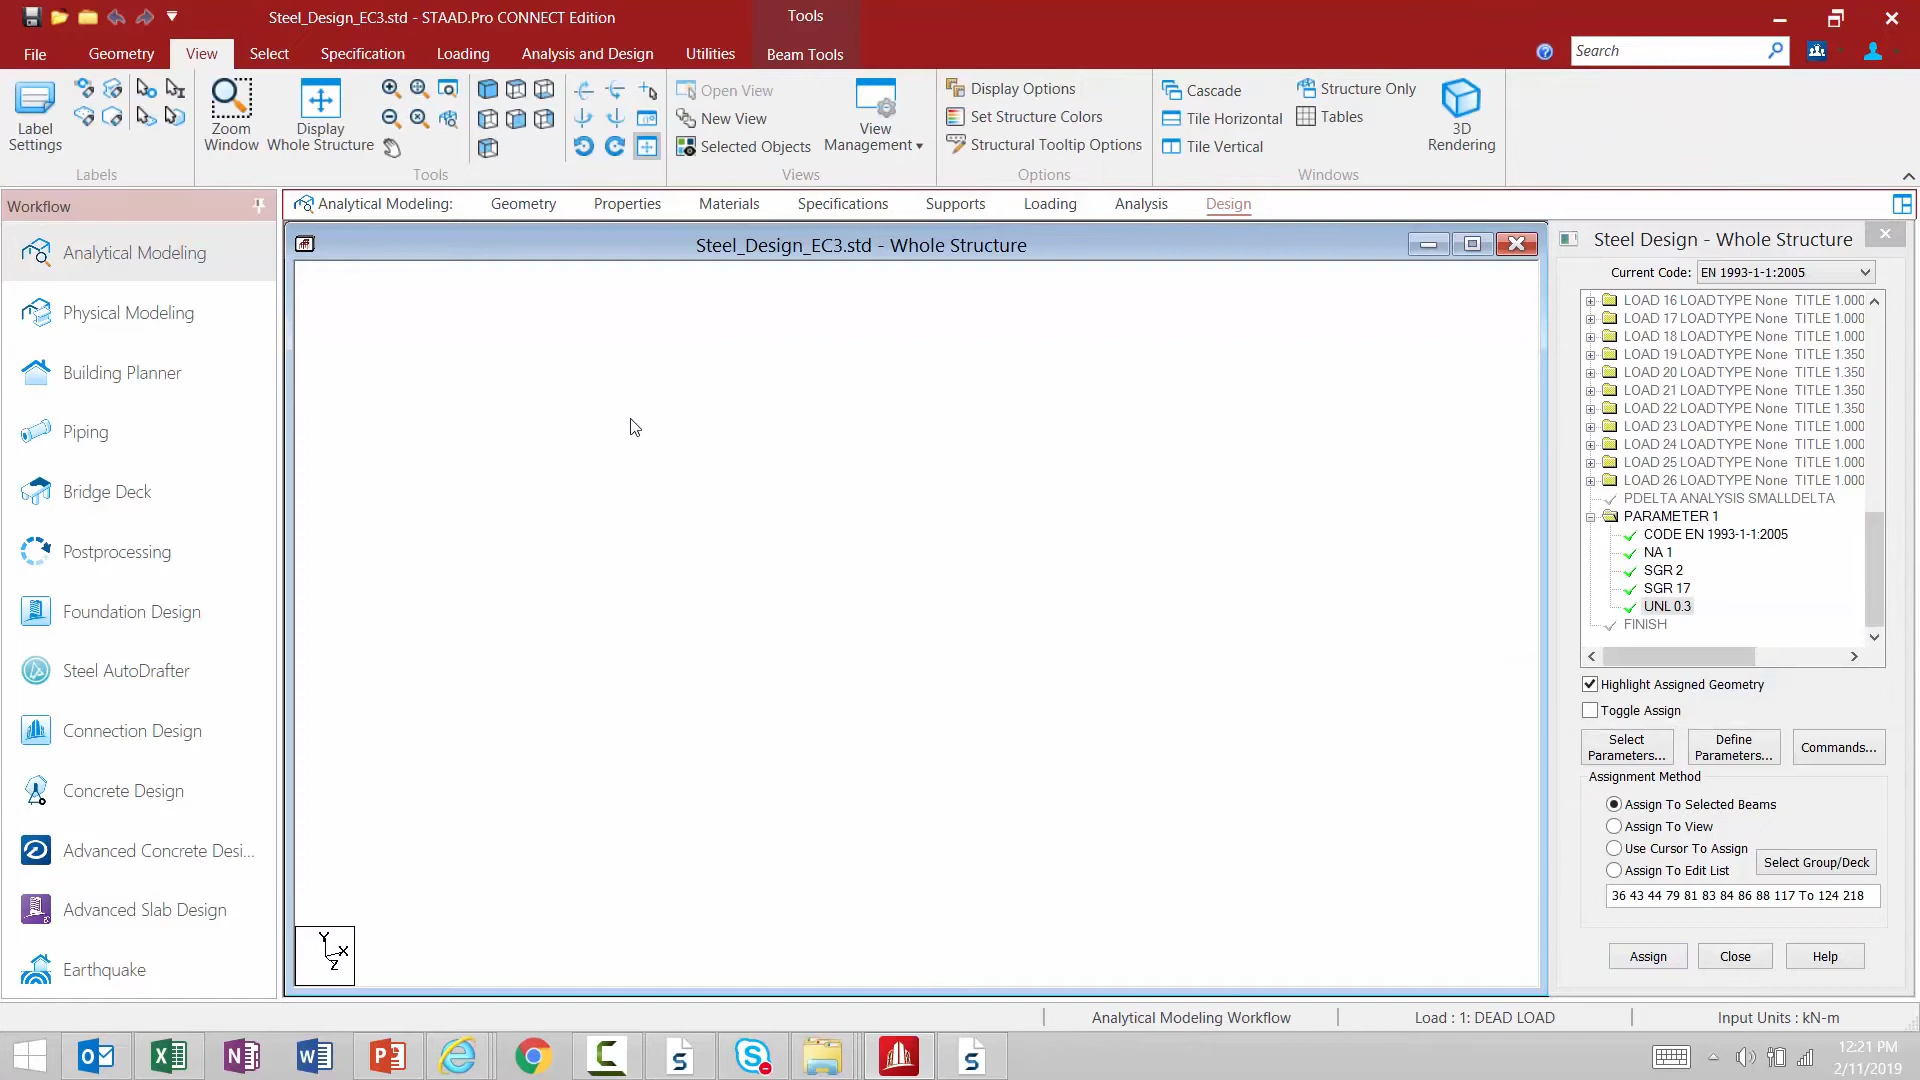 Steel_Design_EC3.std - STAAD.Pro CONNECT Edition
Tools
File
Geometry
View
Select
Specification
Loading
Analysis and Design
Utilities
Beam Tools
Search
Label Settings
Zoom Window
Display Whole Structure
Open View
New View
Selected Objects
View Management
Display Options
Set Structure Colors
Structural Tooltip Options
Cascade
Tile Horizontal
Tile Vertical
Structure Only
Tables
3D Rendering
Labels
Tools
Views
Options
Windows
Workflow
Analytical Modeling
Physical Modeling
Building Planner
Piping
Bridge Deck
Postprocessing
Foundation Design
Steel AutoDrafter
Connection Design
Concrete Design
Advanced Concrete Desi...
Advanced Slab Design
Earthquake
Analytical Modeling:
Geometry
Properties
Materials
Specifications
Supports
Loading
Analysis
Design
Steel_Design_EC3.std - Whole Structure
Y
X
Z
Steel Design - Whole Structure
Current Code:
EN 1993-1-1:2005
LOAD 16 LOADTYPE None TITLE 1.000
LOAD 17 LOADTYPE None TITLE 1.000
LOAD 18 LOADTYPE None TITLE 1.000
LOAD 19 LOADTYPE None TITLE 1.350
LOAD 20 LOADTYPE None TITLE 1.350
LOAD 21 LOADTYPE None TITLE 1.350
LOAD 22 LOADTYPE None TITLE 1.350
LOAD 23 LOADTYPE None TITLE 1.000
LOAD 24 LOADTYPE None TITLE 1.000
LOAD 25 LOADTYPE None TITLE 1.000
LOAD 26 LOADTYPE None TITLE 1.000
PDELTA ANALYSIS SMALLDELTA
PARAMETER 1
CODE EN 1993-1-1:2005
NA 1
SGR 2
SGR 17
UNL 0.3
FINISH
Highlight Assigned Geometry
Toggle Assign
Select Parameters...
Define Parameters...
Commands...
Assignment Method
Assign To Selected Beams
Assign To View
Use Cursor To Assign
Assign To Edit List
Select Group/Deck
36 43 44 79 81 83 84 86 88 117 To 124 218
Assign
Close
Help
Analytical Modeling Workflow
Load : 1: DEAD LOAD
Input Units : kN-m
12:21 PM
2/11/2019